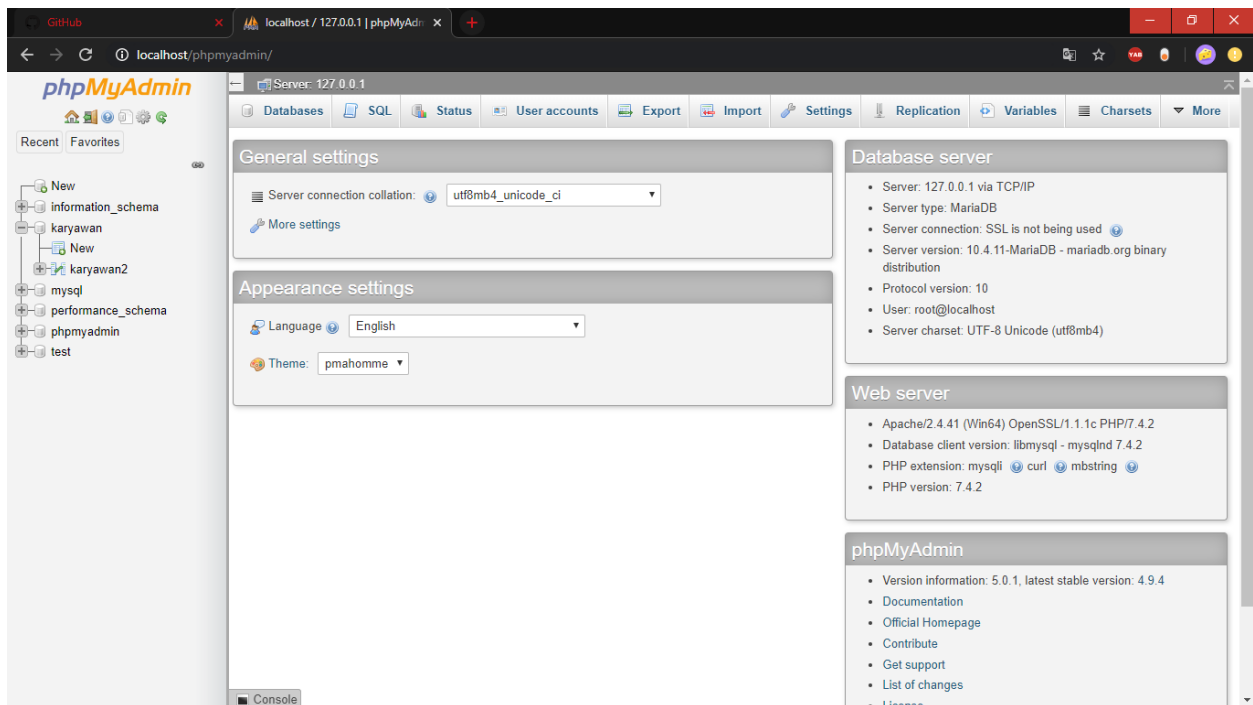 GitHub
localhost / 127.0.0.1 | phpMyAdm
localhost/phpmyadmin/
YAB
phpMyAdmin
Recent Favorites
New
information_schema
karyawan
New
karyawan2
mysql
performance_schema
phpmyadmin
test
Server: 127.0.0.1
Databases SQL Status User accounts Export Import Settings Replication Variables Charsets More
General settings
Server connection collation: utf8mb4_unicode_ci
More settings
Appearance settings
Language English
Theme: pmahomme
Database server
Server: 127.0.0.1 via TCP/IP
Server type: MariaDB
Server connection: SSL is not being used
Server version: 10.4.11-MariaDB - mariadb.org binary
distribution
Protocol version: 10
User: root@localhost
Server charset: UTF-8 Unicode (utf8mb4)
Web server
Apache/2.4.41 (Win64) OpenSSL/1.1.1c PHP/7.4.2
Database client version: libmysql - mysqlnd 7.4.2
PHP extension: mysqli curl mbstring
PHP version: 7.4.2
phpMyAdmin
Version information: 5.0.1, latest stable version: 4.9.4
Documentation
Official Homepage
Contribute
Get support
List of changes
License
Console